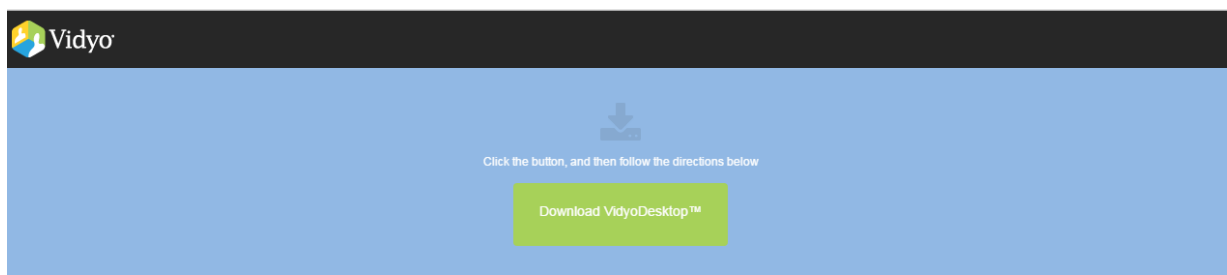 Vidyo
Click the button, and then follow the directions below
Download VidyoDesktop™